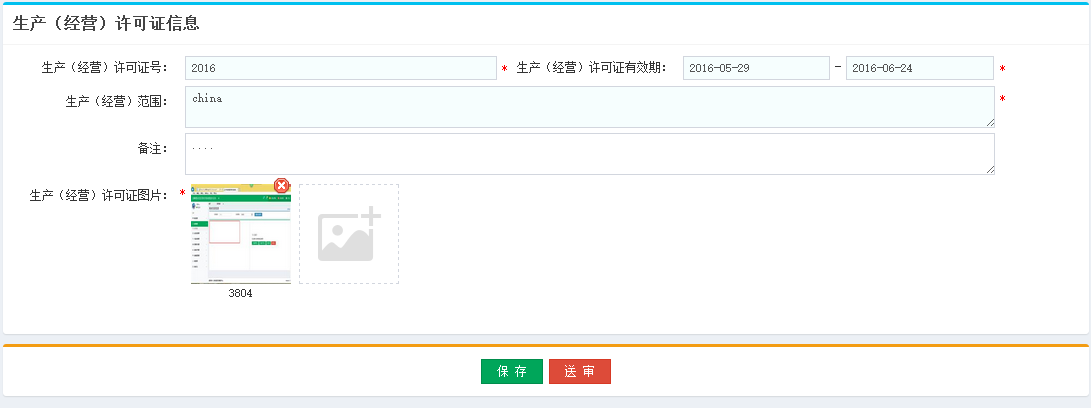 生产（经营）许可证信息
生产（经营）许可证号： 2016 * 生产（经营）许可证有效期： 2016-05-29 - 2016-06-24 *
生产（经营）范围： china *
备注： ....
生产（经营）许可证图片： *
3804
保 存 送 审